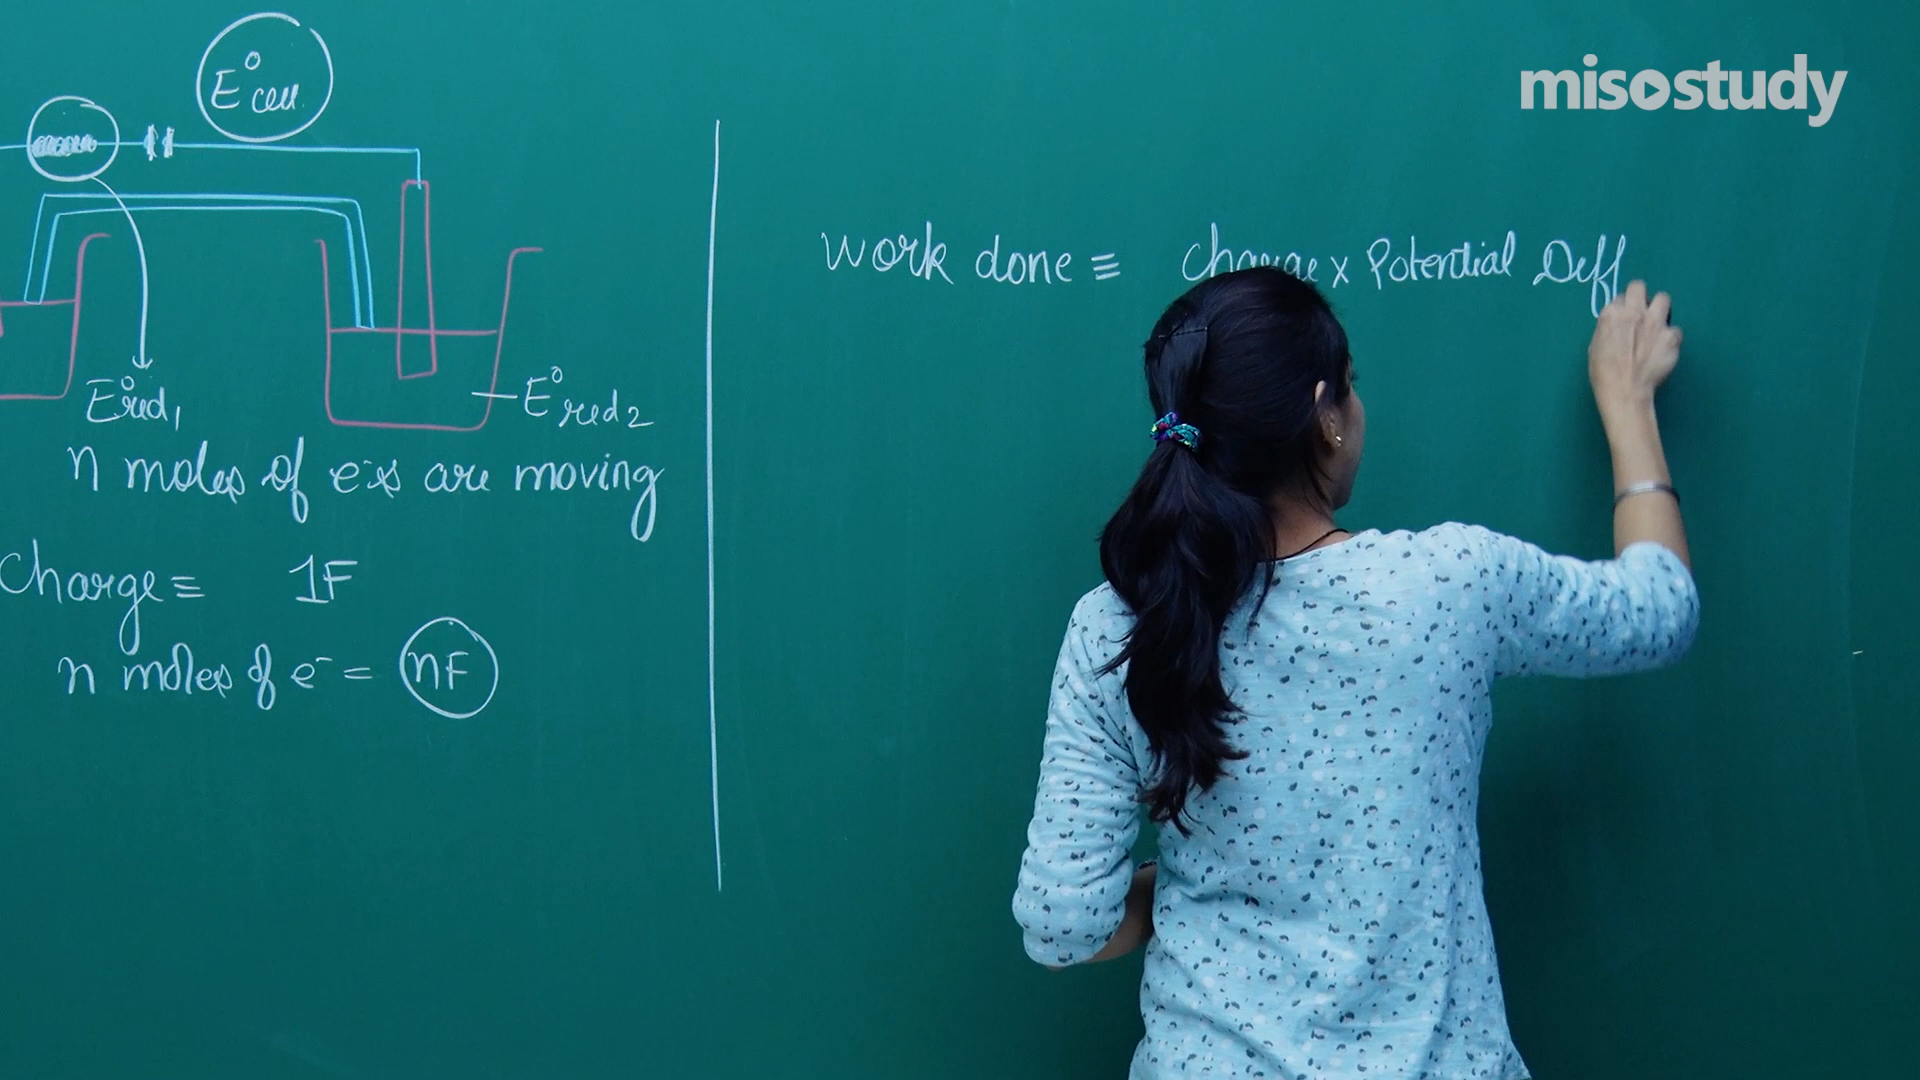 E°cell
E°red1
E°red2
n moles of e⁻s are moving
Charge ≡ 1F
n moles of e⁻ = nF
Work done ≡ Charge x Potential Diff
misostudy